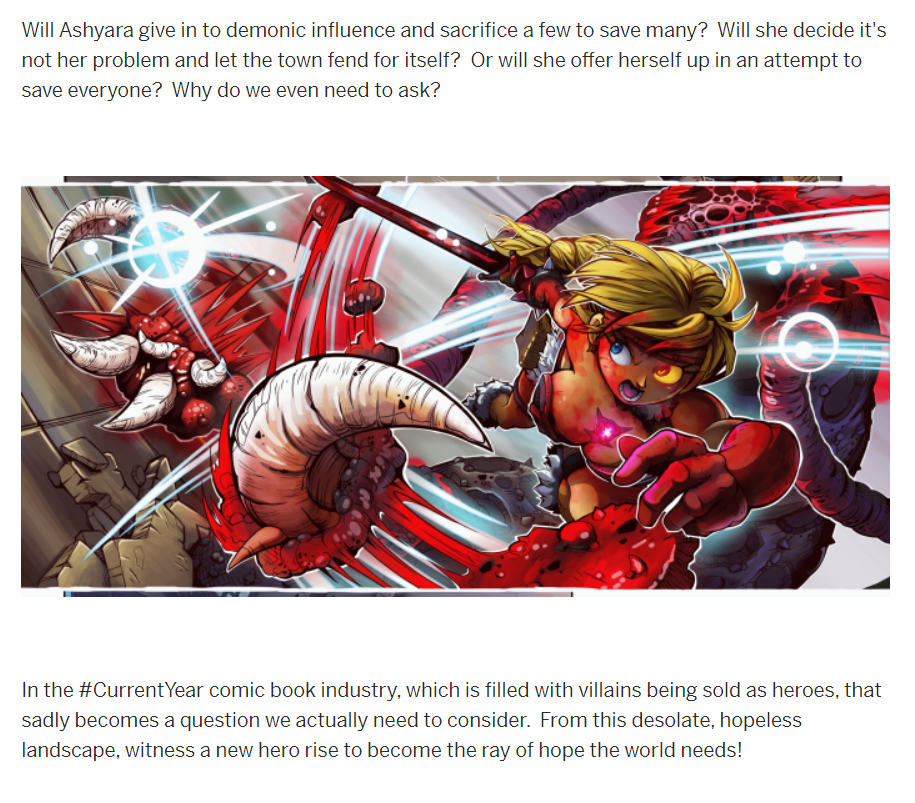 Will Ashyara give in to demonic influence and sacrifice a few to save many?  Will she decide it's
not her problem and let the town fend for itself?  Or will she offer herself up in an attempt to
save everyone?  Why do we even need to ask?
In the #CurrentYear comic book industry, which is filled with villains being sold as heroes, that
sadly becomes a question we actually need to consider.  From this desolate, hopeless
landscape, witness a new hero rise to become the ray of hope the world needs!